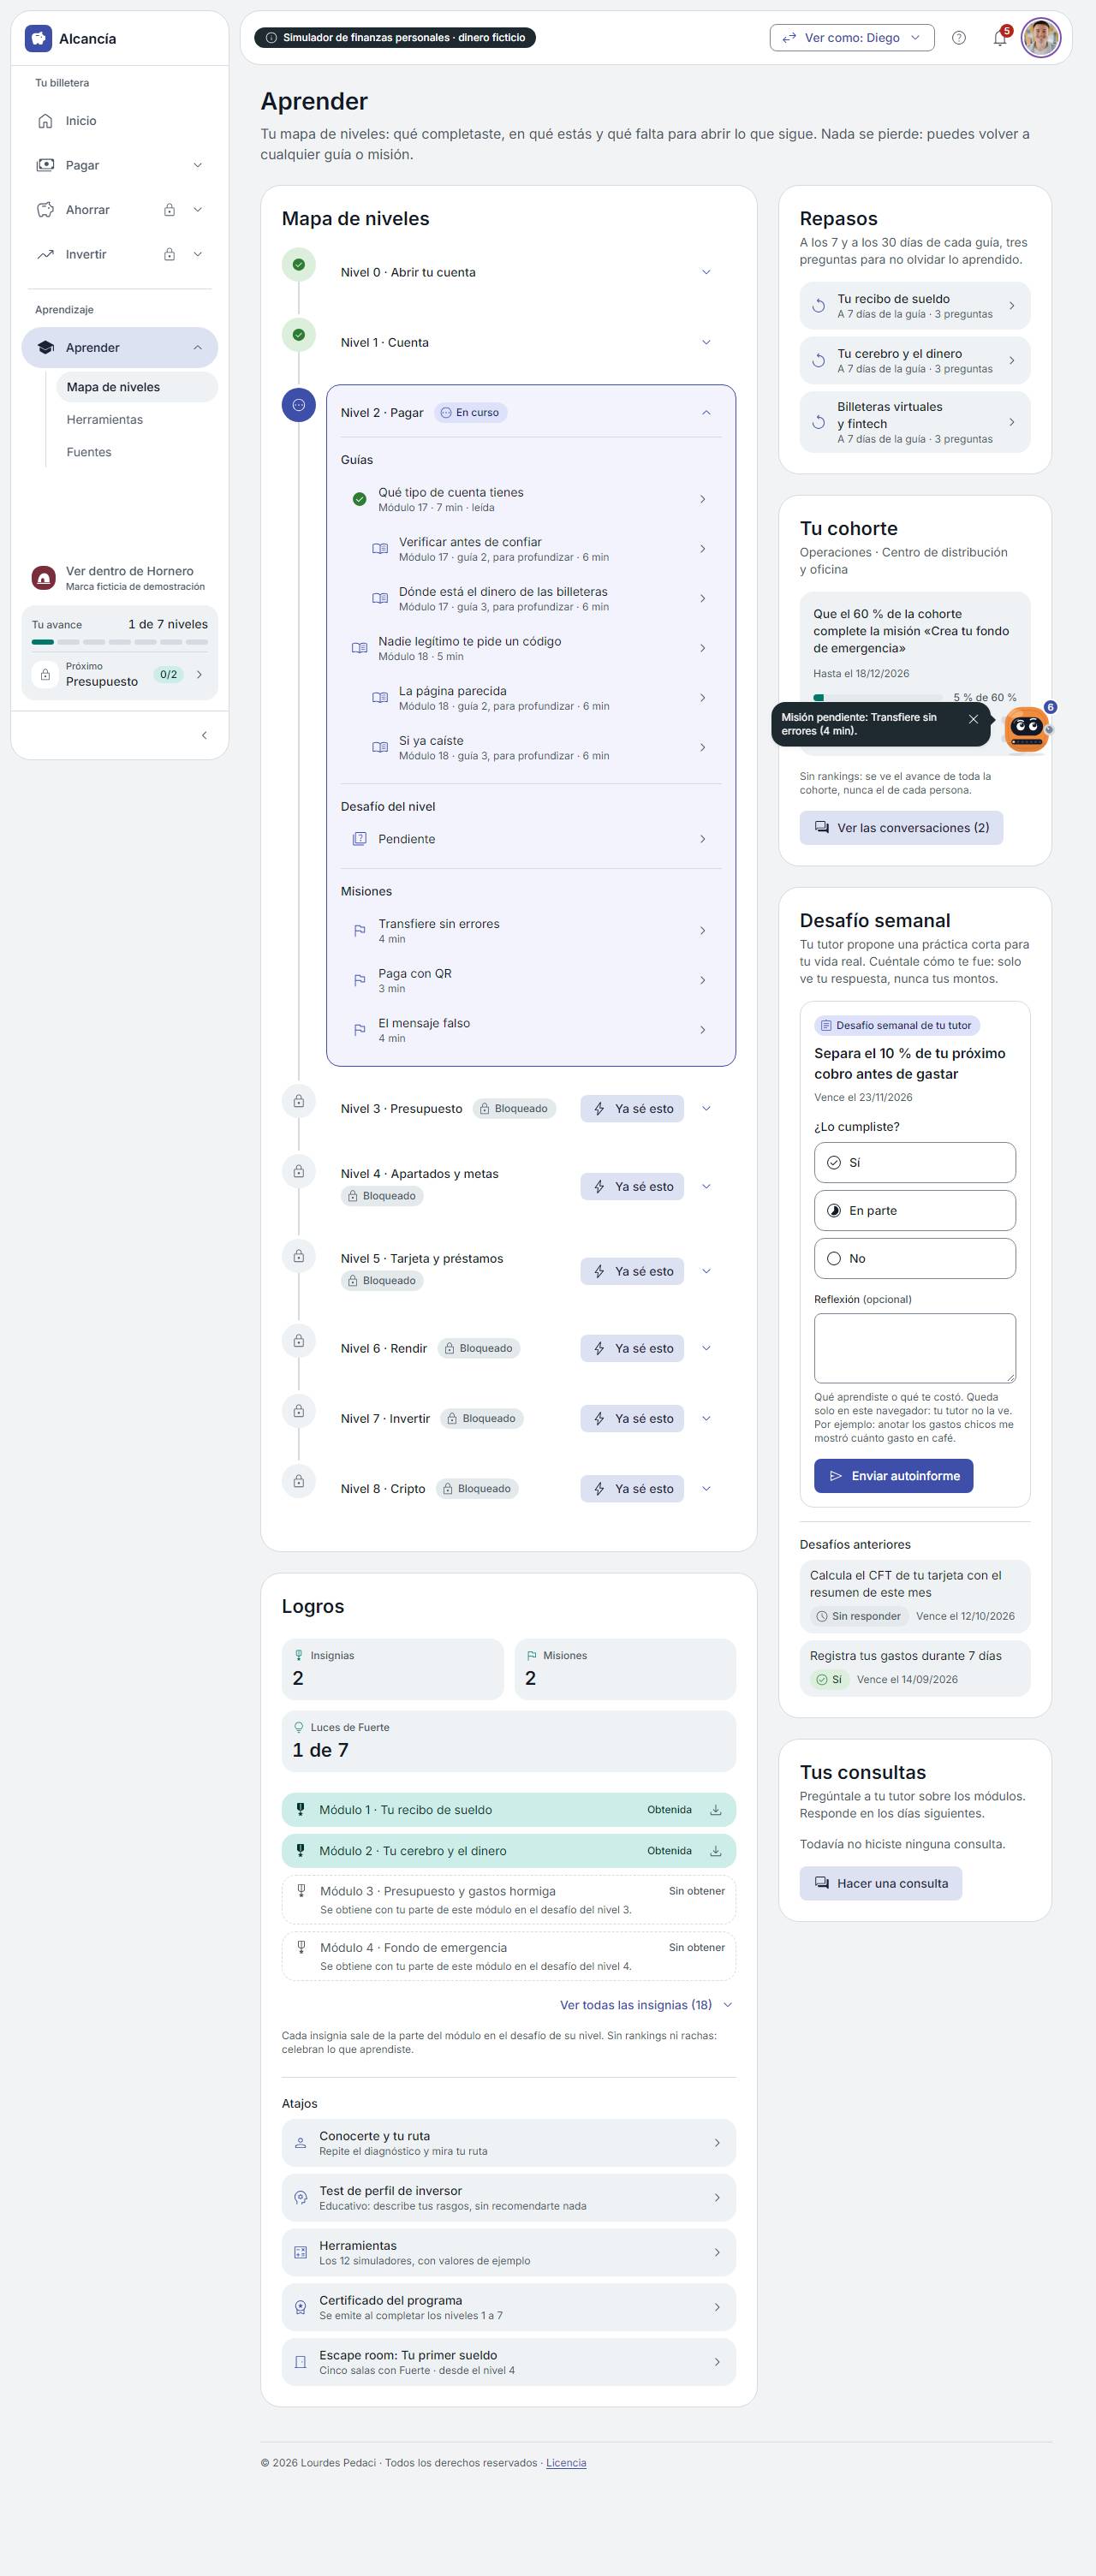 Alcancía
Tu billetera
Inicio
Pagar
Ahorrar
Invertir
Aprendizaje
Aprender
Mapa de niveles
Herramientas
Fuentes
Ver dentro de Hornero
Marca ficticia de demostración
Tu avance
1 de 7 niveles
Próximo
Presupuesto
0/2
Simulador de finanzas personales · dinero ficticio
Ver como: Diego
5
Aprender
Tu mapa de niveles: qué completaste, en qué estás y qué falta para abrir lo que sigue. Nada se pierde: puedes volver a
cualquier guía o misión.
Mapa de niveles
Nivel 0 · Abrir tu cuenta
Nivel 1 · Cuenta
Nivel 2 · Pagar
En curso
Guías
Qué tipo de cuenta tienes
Módulo 17 · 7 min · leída
Verificar antes de confiar
Módulo 17 · guía 2, para profundizar · 6 min
Dónde está el dinero de las billeteras
Módulo 17 · guía 3, para profundizar · 6 min
Nadie legítimo te pide un código
Módulo 18 · 5 min
La página parecida
Módulo 18 · guía 2, para profundizar · 6 min
Si ya caíste
Módulo 18 · guía 3, para profundizar · 6 min
Desafío del nivel
Pendiente
Misiones
Transfiere sin errores
4 min
Paga con QR
3 min
El mensaje falso
4 min
Nivel 3 · Presupuesto
Bloqueado
Ya sé esto
Nivel 4 · Apartados y metas
Bloqueado
Ya sé esto
Nivel 5 · Tarjeta y préstamos
Bloqueado
Ya sé esto
Nivel 6 · Rendir
Bloqueado
Ya sé esto
Nivel 7 · Invertir
Bloqueado
Ya sé esto
Nivel 8 · Cripto
Bloqueado
Ya sé esto
Logros
Insignias
2
Misiones
2
Luces de Fuerte
1 de 7
Módulo 1 · Tu recibo de sueldo
Obtenida
Módulo 2 · Tu cerebro y el dinero
Obtenida
Módulo 3 · Presupuesto y gastos hormiga
Sin obtener
Se obtiene con tu parte de este módulo en el desafío del nivel 3.
Módulo 4 · Fondo de emergencia
Sin obtener
Se obtiene con tu parte de este módulo en el desafío del nivel 4.
Ver todas las insignias (18)
Cada insignia sale de la parte del módulo en el desafío de su nivel. Sin rankings ni rachas:
celebran lo que aprendiste.
Atajos
Conocerte y tu ruta
Repite el diagnóstico y mira tu ruta
Test de perfil de inversor
Educativo: describe tus rasgos, sin recomendarte nada
Herramientas
Los 12 simuladores, con valores de ejemplo
Certificado del programa
Se emite al completar los niveles 1 a 7
Escape room: Tu primer sueldo
Cinco salas con Fuerte · desde el nivel 4
Repasos
A los 7 y a los 30 días de cada guía, tres
preguntas para no olvidar lo aprendido.
Tu recibo de sueldo
A 7 días de la guía · 3 preguntas
Tu cerebro y el dinero
A 7 días de la guía · 3 preguntas
Billeteras virtuales
y fintech
A 7 días de la guía · 3 preguntas
Tu cohorte
Operaciones · Centro de distribución
y oficina
Que el 60 % de la cohorte
complete la misión «Crea tu fondo
de emergencia»
Hasta el 18/12/2026
5 % de 60 %
Misión pendiente: Transfiere sin
errores (4 min).
6
Sin rankings: se ve el avance de toda la
cohorte, nunca el de cada persona.
Ver las conversaciones (2)
Desafío semanal
Tu tutor propone una práctica corta para
tu vida real. Cuéntale cómo te fue: solo
ve tu respuesta, nunca tus montos.
Desafío semanal de tu tutor
Separa el 10 % de tu próximo
cobro antes de gastar
Vence el 23/11/2026
¿Lo cumpliste?
Sí
En parte
No
Reflexión (opcional)
Qué aprendiste o qué te costó. Queda
solo en este navegador: tu tutor no la ve.
Por ejemplo: anotar los gastos chicos me
mostró cuánto gasto en café.
Enviar autoinforme
Desafíos anteriores
Calcula el CFT de tu tarjeta con el
resumen de este mes
Sin responder
Vence el 12/10/2026
Registra tus gastos durante 7 días
Sí
Vence el 14/09/2026
Tus consultas
Pregúntale a tu tutor sobre los módulos.
Responde en los días siguientes.
Todavía no hiciste ninguna consulta.
Hacer una consulta
© 2026 Lourdes Pedaci · Todos los derechos reservados · Licencia